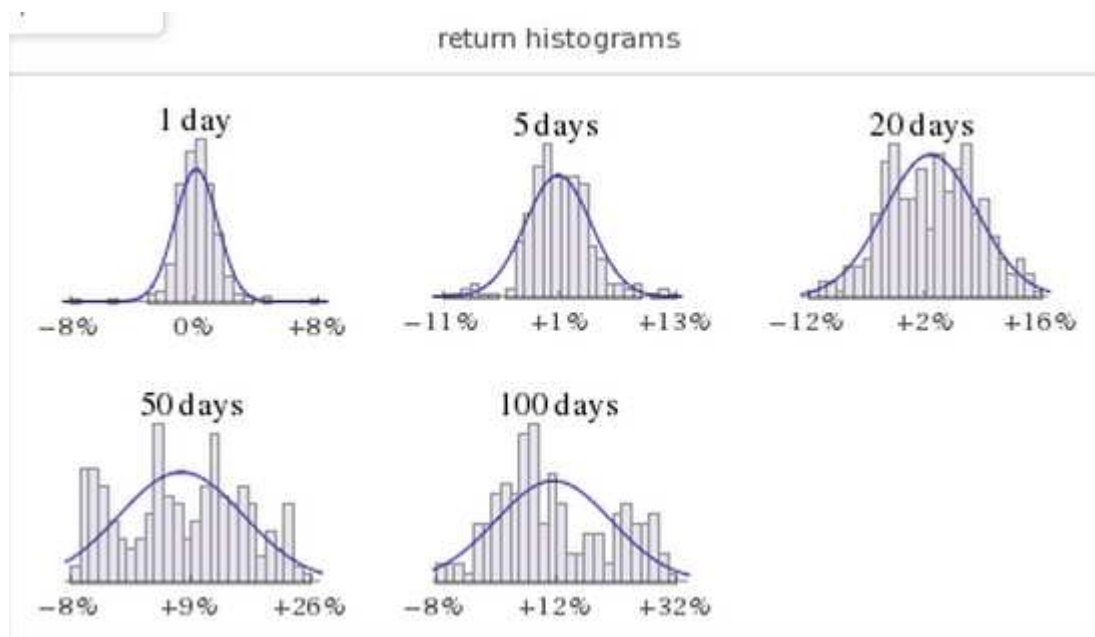 return histograms
1 day
5 days
20 days
−8% 0% +8%
−11% +1% +13%
−12% +2% +16%
50 days
100 days
−8% +9% +26%
−8% +12% +32%